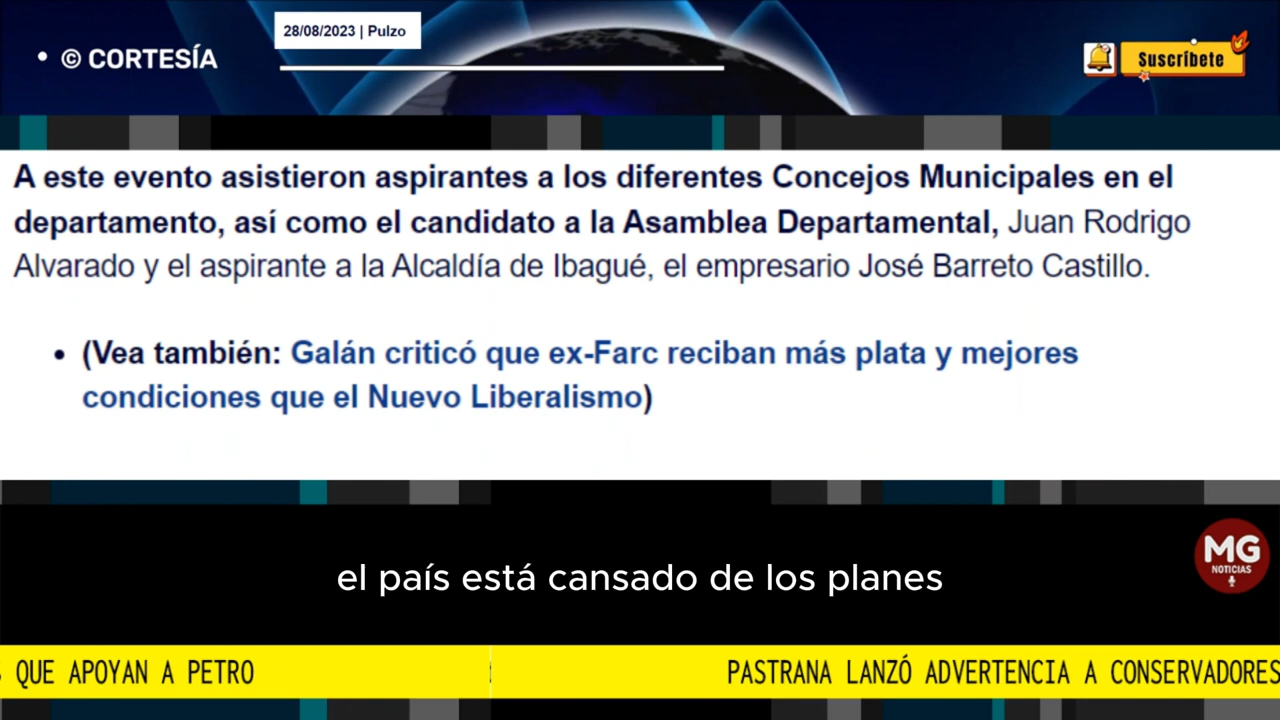 28/08/2023 | Pulzo
• © CORTESÍA
Suscríbete
A este evento asistieron aspirantes a los diferentes Concejos Municipales en el
departamento, así como el candidato a la Asamblea Departamental, Juan Rodrigo
Alvarado y el aspirante a la Alcaldía de Ibagué, el empresario José Barreto Castillo.
• (Vea también: Galán criticó que ex-Farc reciban más plata y mejores
condiciones que el Nuevo Liberalismo)
MG
NOTICIAS
el país está cansado de los planes
QUE APOYAN A PETRO
PASTRANA LANZÓ ADVERTENCIA A CONSERVADORES